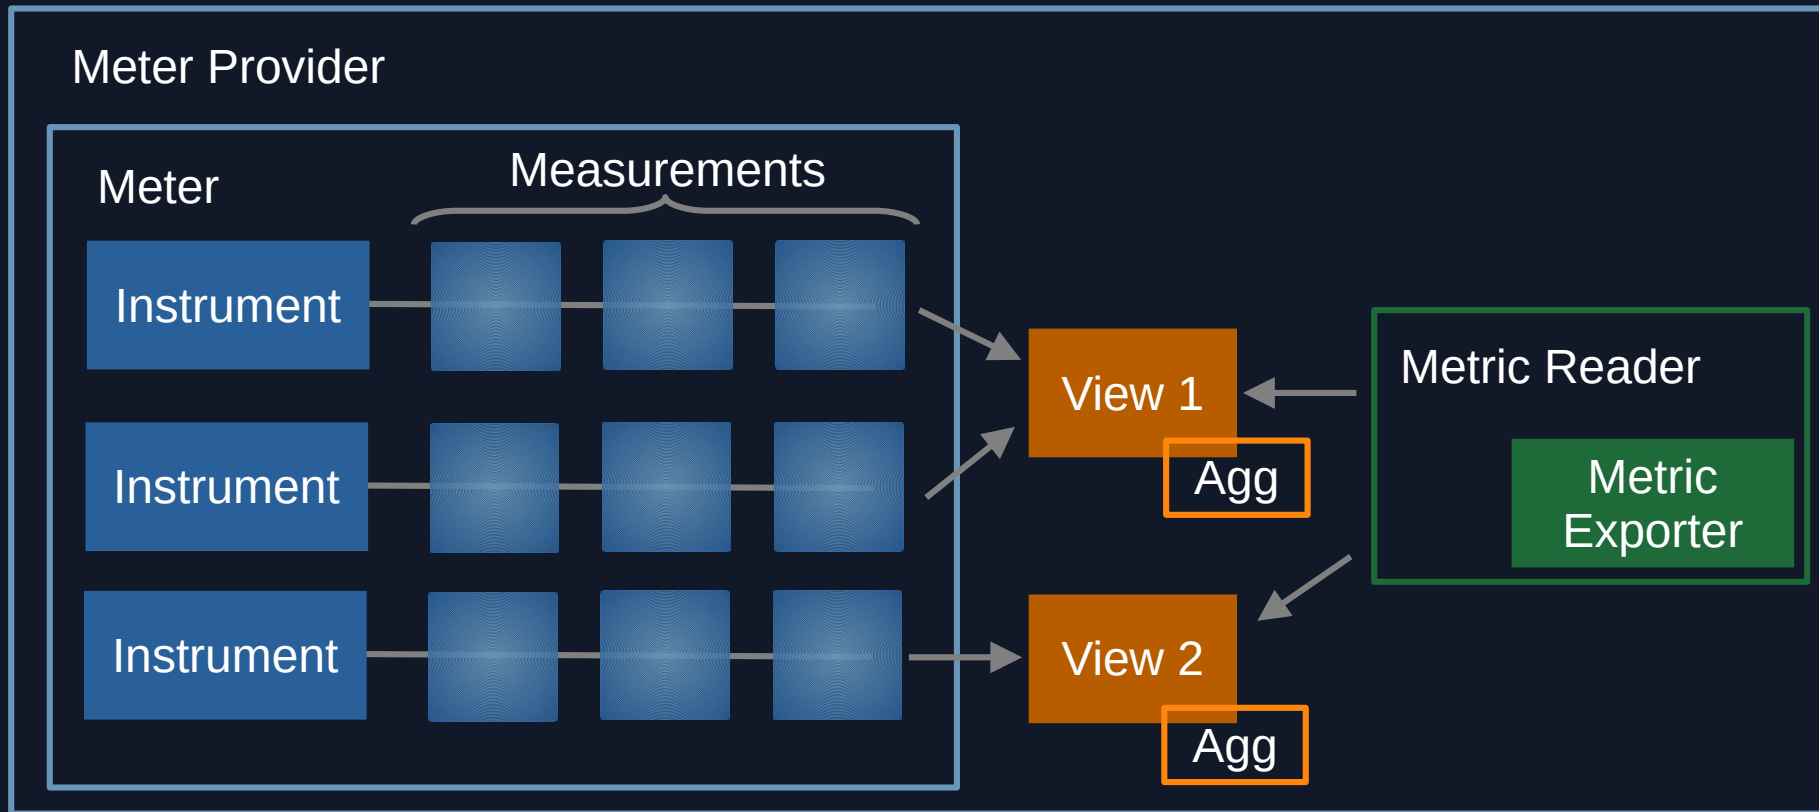 Meter Provider
Meter
Measurements
Instrument
Instrument
Instrument
View 1
Agg
View 2
Agg
Metric Reader
Metric
Exporter